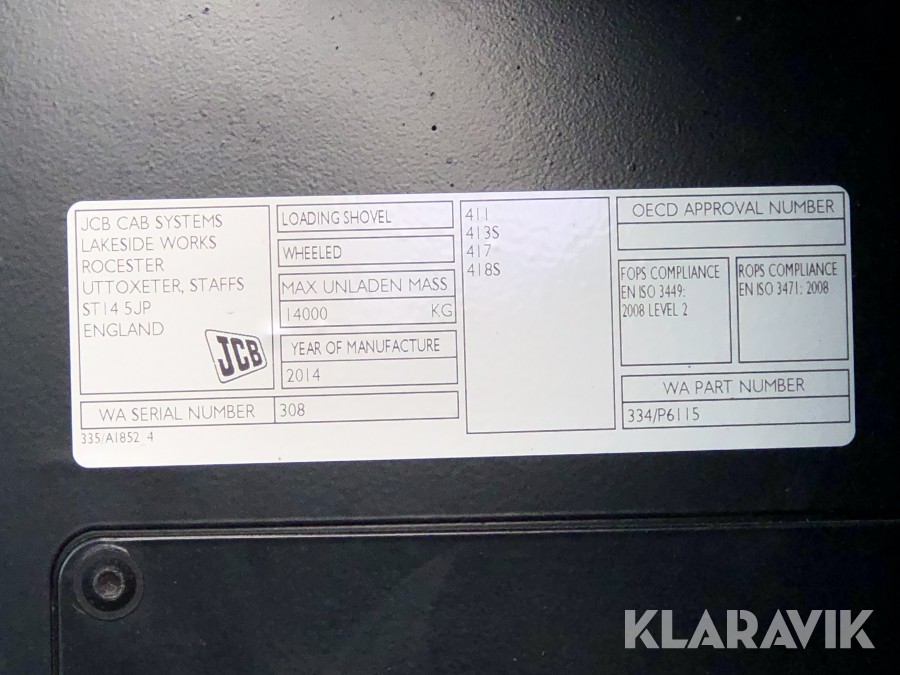 JCB CAB SYSTEMS
LAKESIDE WORKS
ROCESTER
UTTOXETER, STAFFS
ST14 5JP
ENGLAND
JCB
WA SERIAL NUMBER
308
335/A1852_4
LOADING SHOVEL
WHEELED
MAX UNLADEN MASS
14000 KG
YEAR OF MANUFACTURE
2014
411
413S
417
418S
OECD APPROVAL NUMBER
FOPS COMPLIANCE
EN ISO 3449:
2008 LEVEL 2
ROPS COMPLIANCE
EN ISO 3471: 2008
WA PART NUMBER
334/P6115
KLARAVIK